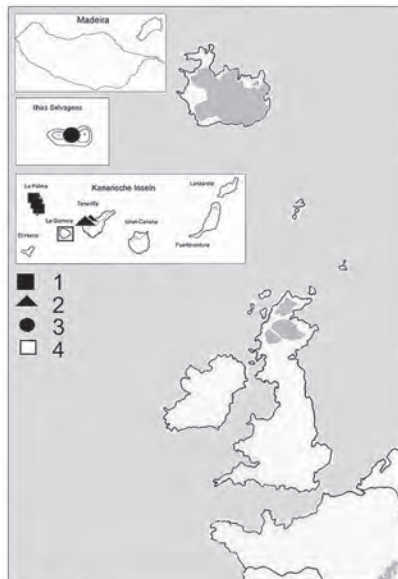 Madeira
Ilhas Selvagens
Kanarische Inseln
La Palma
Lanzarote
Teneriffa
La Gomera
Gran Canaria
El Hierro
Fuerteventura
1
2
3
4